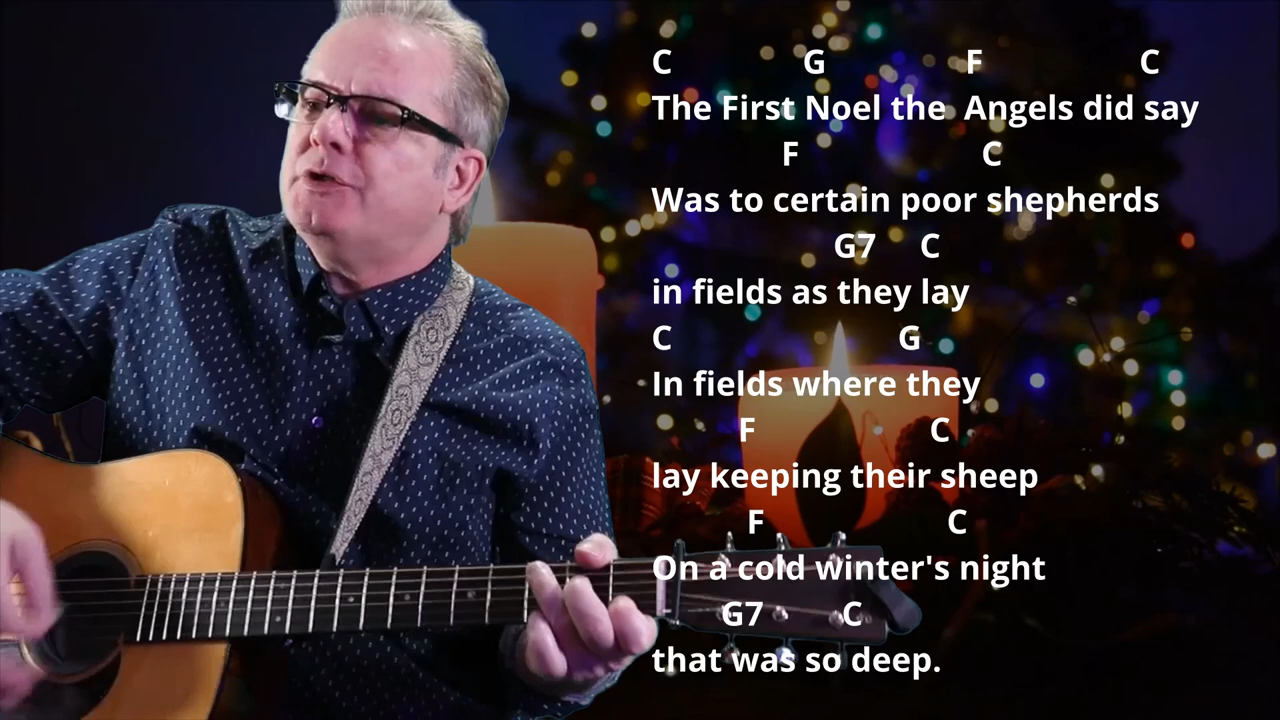 C G F C
The First Noel the Angels did say
F C
Was to certain poor shepherds
G7 C
in fields as they lay
C G
In fields where they
F C
lay keeping their sheep
F C
On a cold winter's night
G7 C
that was so deep.